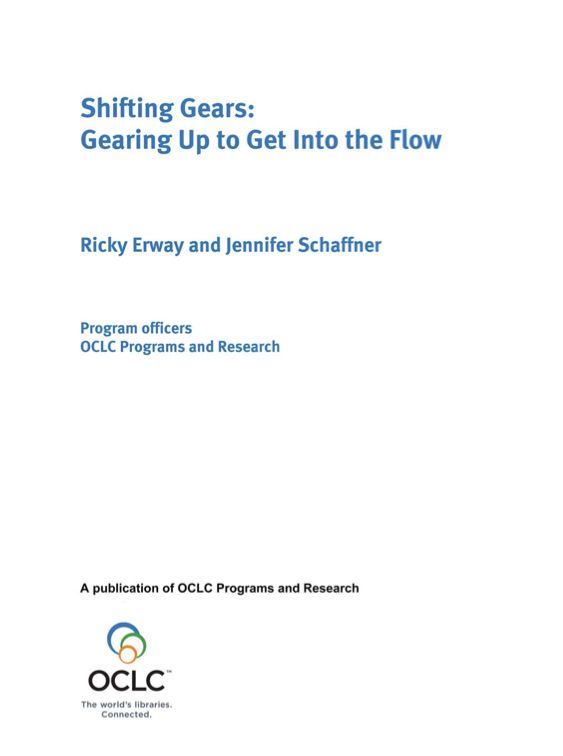 Shifting Gears:
Gearing Up to Get Into the Flow
Ricky Erway and Jennifer Schaffner
Program officers
OCLC Programs and Research
A publication of OCLC Programs and Research
OCLC™
The world's libraries.
Connected.